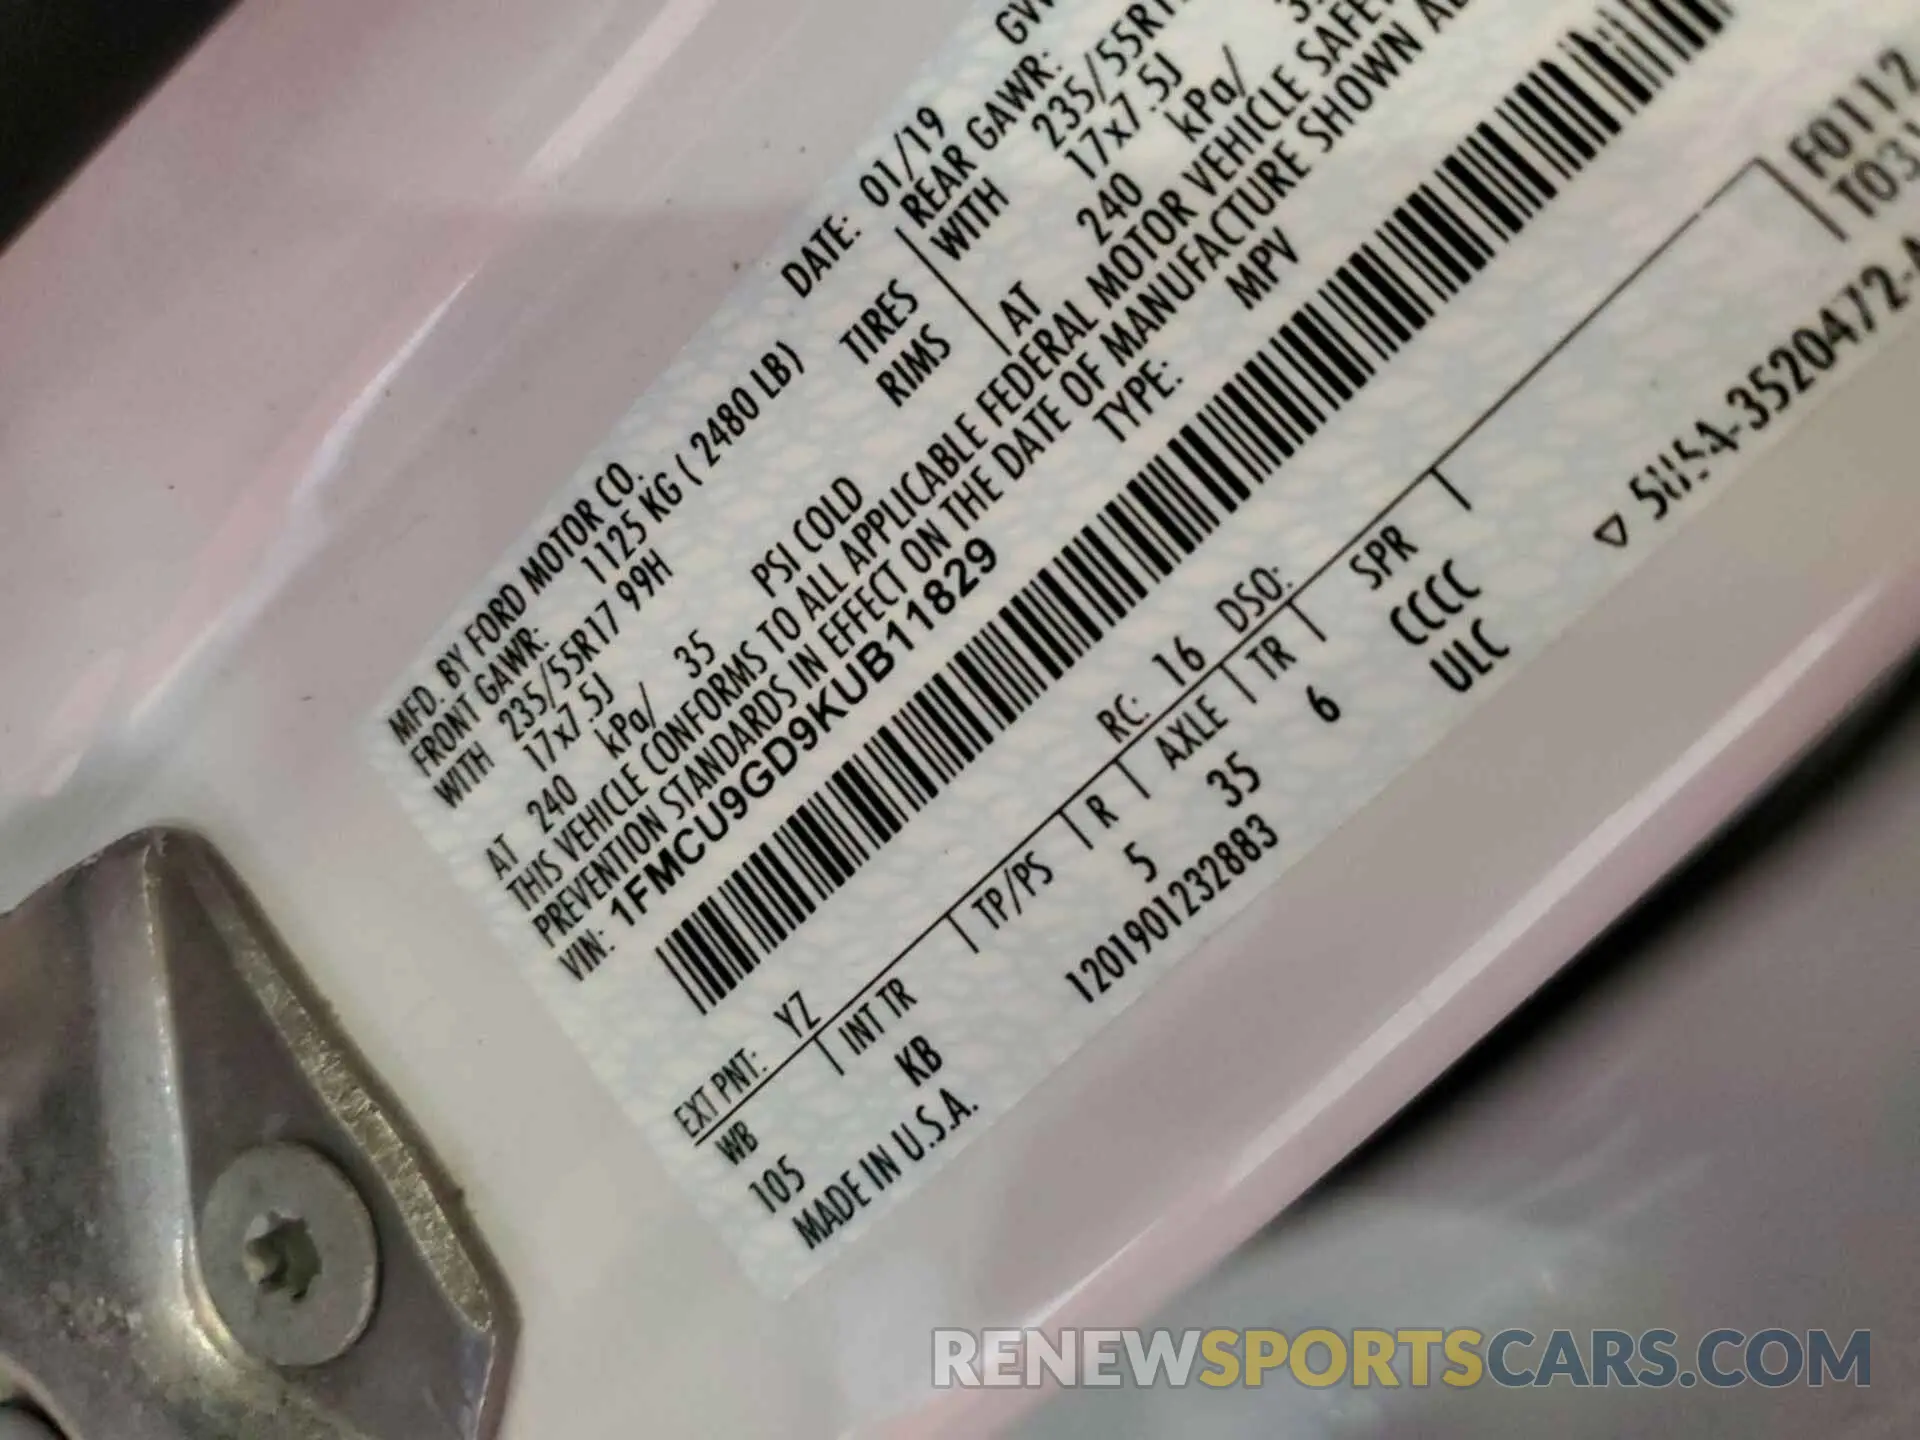 MFD. BY FORD MOTOR CO.
DATE: 01/19
FRONT GAWR: 1125 KG ( 2480 LB)
REAR GAWR:
WITH 235/55R17 99H TIRES
WITH
17x7.5J RIMS
17x7.5J
AT 240 kPa/ 35 PSI COLD
AT 240 kPa/
THIS VEHICLE CONFORMS TO ALL APPLICABLE FEDERAL MOTOR VEHICLE
PREVENTION STANDARDS IN EFFECT ON THE DATE OF MANUFACTURE SHOWN
VIN: 1FMCU9GD9KUB11829
TYPE: MPV
F0112
EXT PNT: YZ RC: 16 DSO:
WB | INT TR | TP/PS | R | AXLE | TR | SPR |
105 KB 5 35 6 CCCC
MADE IN U.S.A. 1201901232883 ULC
RENEWSPORTSCARS.COM